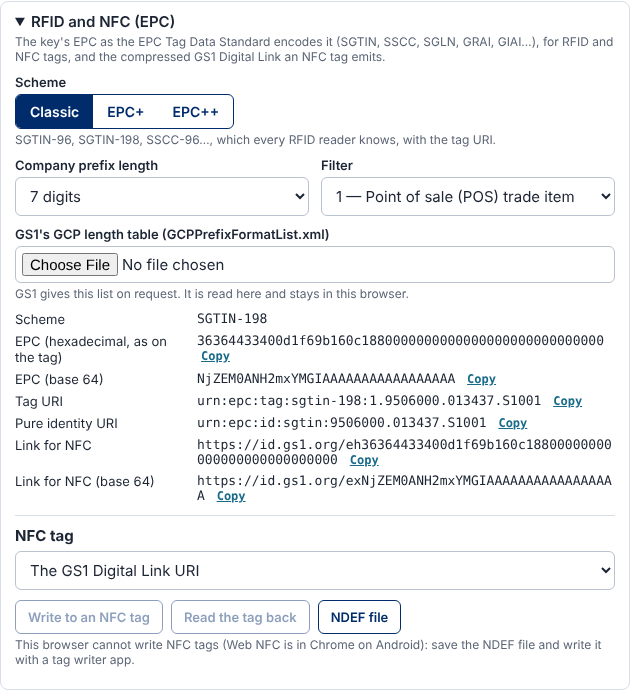 ▼ RFID and NFC (EPC)
The key's EPC as the EPC Tag Data Standard encodes it (SGTIN, SSCC, SGLN, GRAI, GIAI…), for RFID and
NFC tags, and the compressed GS1 Digital Link an NFC tag emits.
Scheme
Classic EPC+ EPC++
SGTIN-96, SGTIN-198, SSCC-96…, which every RFID reader knows, with the tag URI.
Company prefix length Filter
7 digits 1 — Point of sale (POS) trade item
GS1's GCP length table (GCPPrefixFormatList.xml)
Choose File No file chosen
GS1 gives this list on request. It is read here and stays in this browser.
Scheme SGTIN-198
EPC (hexadecimal, as on 36364433400d1f69b160c1880000000000000000000000000000
the tag) Copy
EPC (base 64) NjZEM0ANH2mxYMGIAAAAAAAAAAAAAAAAAA Copy
Tag URI urn:epc:tag:sgtin-198:1.9506000.013437.S1001 Copy
Pure identity URI urn:epc:id:sgtin:9506000.013437.S1001 Copy
Link for NFC https://id.gs1.org/eh36364433400d1f69b160c18800000000
000000000000000000 Copy
Link for NFC (base 64) https://id.gs1.org/exNjZEM0ANH2mxYMGIAAAAAAAAAAAAAAAAA
A Copy
NFC tag
The GS1 Digital Link URI
Write to an NFC tag Read the tag back NDEF file
This browser cannot write NFC tags (Web NFC is in Chrome on Android): save the NDEF file and write it
with a tag writer app.